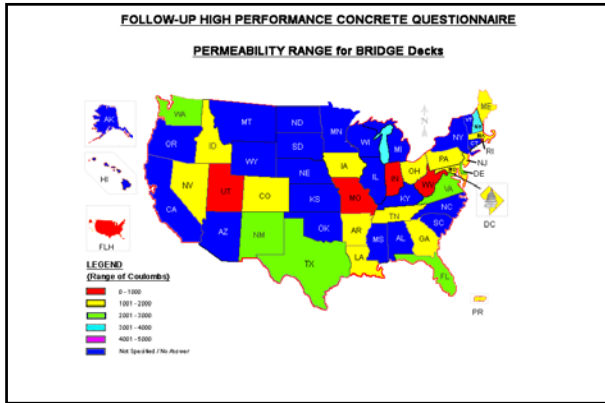 FOLLOW-UP HIGH PERFORMANCE CONCRETE QUESTIONNAIRE
PERMEABILITY RANGE for BRIDGE Decks
WA
MT
ND
MN
VT
ME
AK
OR
ID
SD
WI
MI
NY
RI
WY
IA
PA
NJ
HI
NV
NE
IL
IN
OH
DE
UT
CO
KS
MO
KY
WV
VA
CA
DC
FLH
AZ
NM
OK
AR
TN
NC
SC
TX
LA
MS
AL
GA
FL
PR
LEGEND
(Range of Coulombs)
0 - 1000
1001 - 2000
2001 - 3000
3001 - 4000
4001 - 5000
Not Specified / No Answer